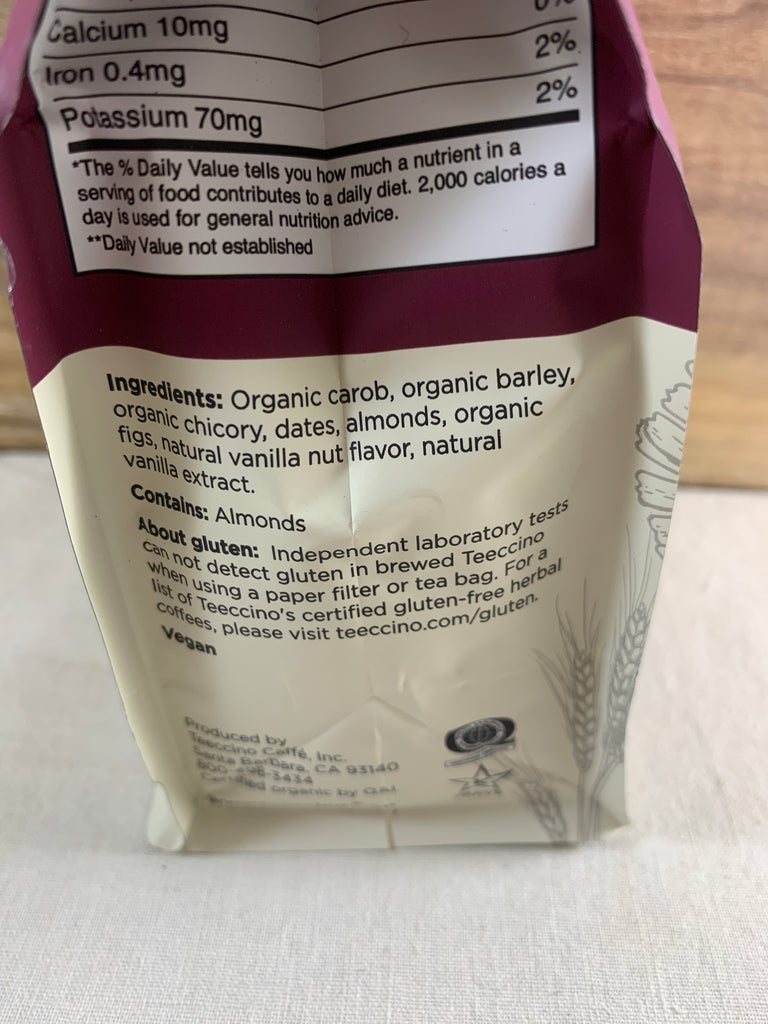 Calcium 10mg 0%
Iron 0.4mg 2%
Potassium 70mg 2%
*The % Daily Value tells you how much a nutrient in a
serving of food contributes to a daily diet. 2,000 calories a
day is used for general nutrition advice.
**Daily Value not established
Ingredients: Organic carob, organic barley,
organic chicory, dates, almonds, organic
figs, natural vanilla nut flavor, natural
vanilla extract.
Contains: Almonds
About gluten: Independent laboratory tests
can not detect gluten in brewed Teeccino
when using a paper filter or tea bag. For a
list of Teeccino's certified gluten-free herbal
coffees, please visit teeccino.com/gluten.
Vegan
Produced by
Teeccino Caffé, Inc.
Santa Barbara, CA 93140
Certified organic by QAI